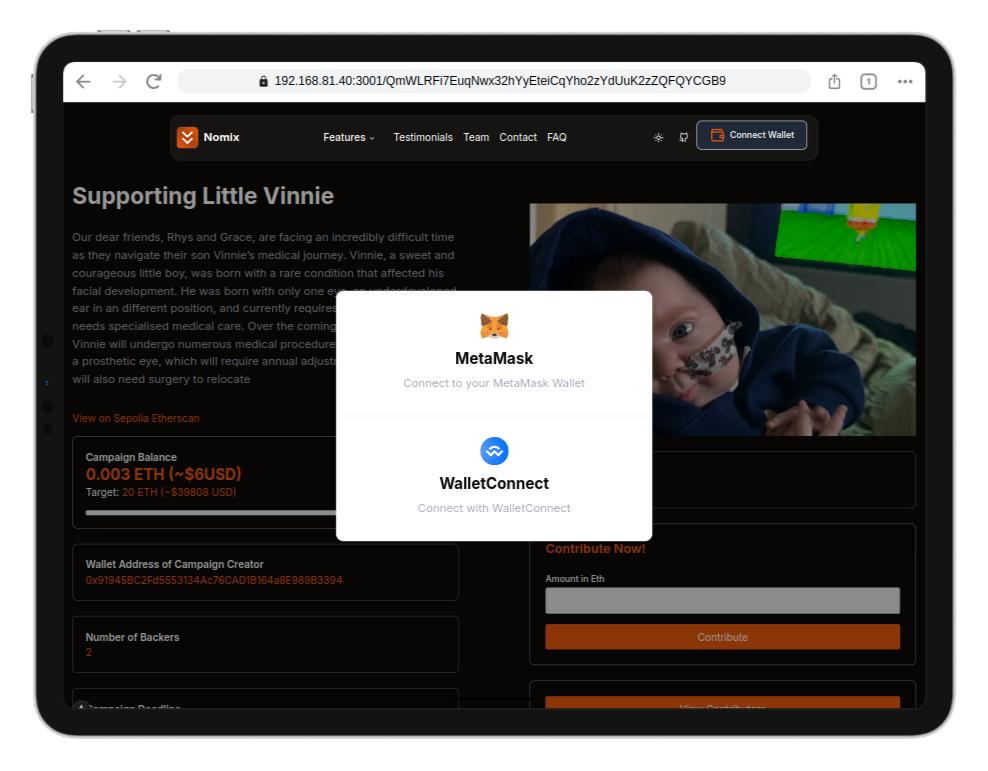 192.168.81.40:3001/QmWLRFi7EuqNwx32hYyEteiCqYho2zYdUuK2zZQFQYCGB9
1
Nomix
Features
Testimonials
Team
Contact
FAQ
Connect Wallet
Supporting Little Vinnie
Our dear friends, Rhys and Grace, are facing an incredibly difficult time
as they navigate their son Vinnie's medical journey. Vinnie, a sweet and
courageous little boy, was born with a rare condition that affected his
facial development. He was born with only one eye, an underdeveloped
ear in an different position, and currently requires
needs specialised medical care. Over the coming
Vinnie will undergo numerous medical procedure
a prosthetic eye, which will require annual adjustr
will also need surgery to relocate
View on Sepolia Etherscan
Campaign Balance
0.003 ETH (~$6USD)
Target: 20 ETH (~$39808 USD)
Wallet Address of Campaign Creator
0x91945BC2Fd5553134Ac76CAD1B164a8E989B3394
Number of Backers
2
Campaign Deadline
MetaMask
Connect to your MetaMask Wallet
WalletConnect
Connect with WalletConnect
Contribute Now!
Amount in Eth
Contribute
View Contributors